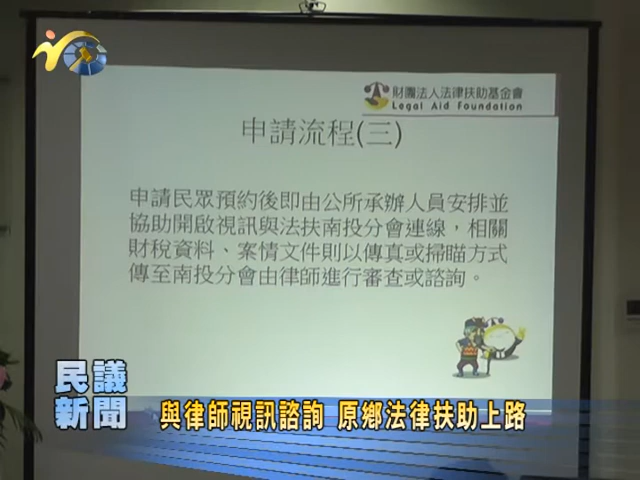 財團法人法律扶助基金會
Legal Aid Foundation
申請流程(三)
申請民眾預約後即由公所承辦人員安排並
協助開啟視訊與法扶南投分會連線，相關
財稅資料、案情文件則以傳真或掃瞄方式
傳至南投分會由律師進行審查或諮詢。
民議
新聞
與律師視訊諮詢 原鄉法律扶助上路